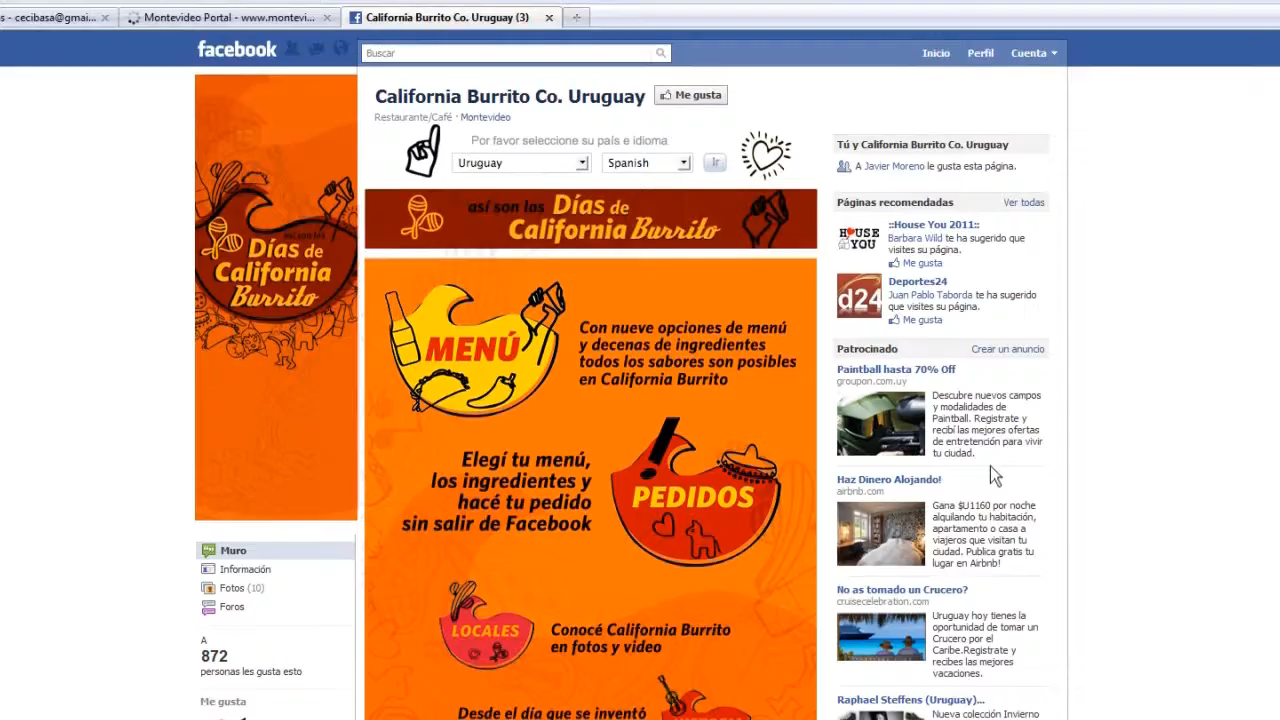 s - cecibasa@gmai...
Montevideo Portal - www.montevi...
California Burrito Co. Uruguay (3)
facebook
Buscar
Inicio
Perfil
Cuenta
California Burrito Co. Uruguay
Me gusta
Restaurante/Café · Montevideo
Por favor seleccione su país e idioma
Uruguay
Spanish
Ir
así son los Días de
California Burrito
Días de
California
Burrito
MENÚ
Con nueve opciones de menú
y decenas de ingredientes
todos los sabores son posibles
en California Burrito
Elegí tu menú,
los ingredientes y
hacé tu pedido
sin salir de Facebook
PEDIDOS
LOCALES
Conocé California Burrito
en fotos y video
Desde el día que se inventó
Muro
Información
Fotos (10)
Foros
A
872
personas les gusta esto
Me gusta
Tú y California Burrito Co. Uruguay
A Javier Moreno le gusta esta página.
Páginas recomendadas
Ver todas
HOUSE
YOU
::House You 2011::
Barbara Wild te ha sugerido que
visites su página.
Me gusta
d24
Deportes24
Juan Pablo Taborda te ha sugerido
que visites su página.
Me gusta
Patrocinado
Crear un anuncio
Paintball hasta 70% Off
groupon.com.uy
Descubre nuevos campos
y modalidades de
Paintball. Registrate y
recibí las mejores ofertas
de entretención para vivir
tu ciudad.
Haz Dinero Alojando!
airbnb.com
Gana $U1160 por noche
alquilando tu habitación,
apartamento o casa a
viajeros que visitan tu
ciudad. Publica gratis tu
lugar en Airbnb!
No as tomado un Crucero?
cruisecelebration.com
Uruguay hoy tienes la
oportunidad de tomar un
Crucero por el
Caribe.Registrate y
recibes las mejores
vacaciones.
Raphael Steffens (Uruguay)...
Nueva colección Invierno